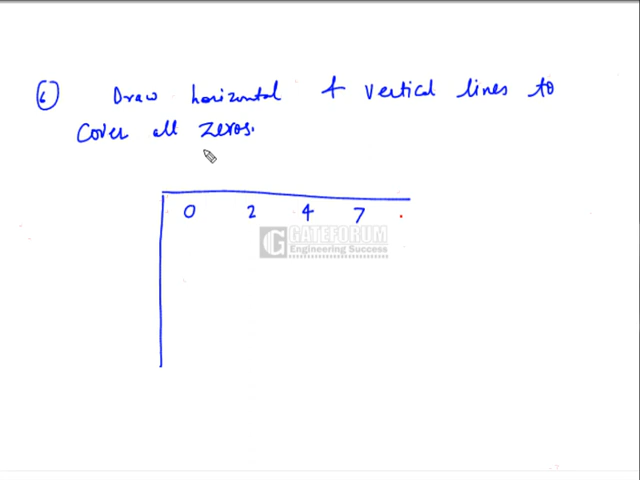 6 Draw horizontal & vertical lines to
cover all zeros.
0 2 4 7
GATEFORUM
Engineering Success